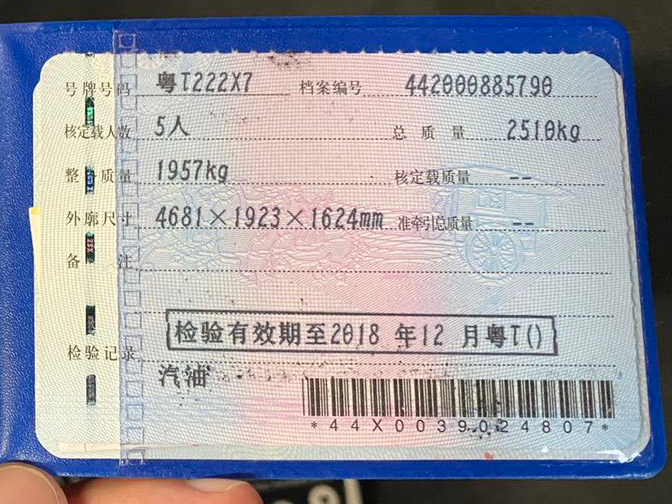 号牌号码 粤T222X7 档案编号 442000885790
核定载人数 5人 总质量 2510kg
整备质量 1957kg 核定载质量 --
外廓尺寸 4681×1923×1624mm 准牵引总质量 --
备注
检验有效期至2018年12月粤T()
检验记录
汽油
*44X0039024807*